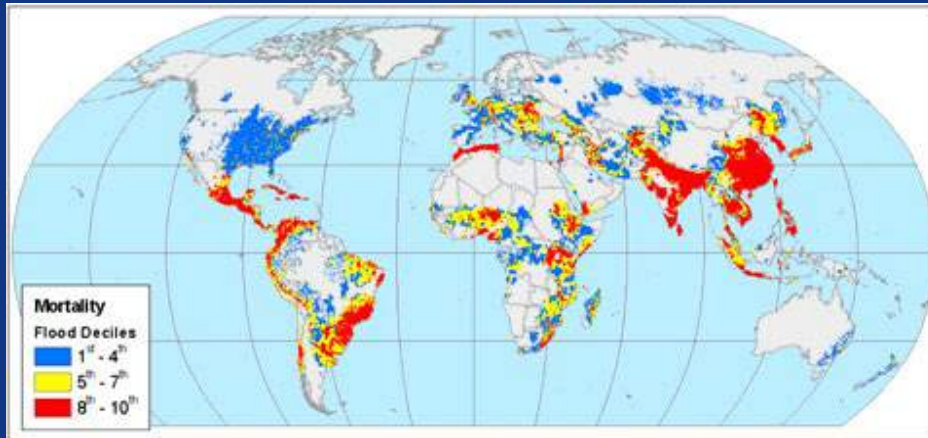 Mortality
Flood Deciles
1st - 4th
5th - 7th
8th - 10th